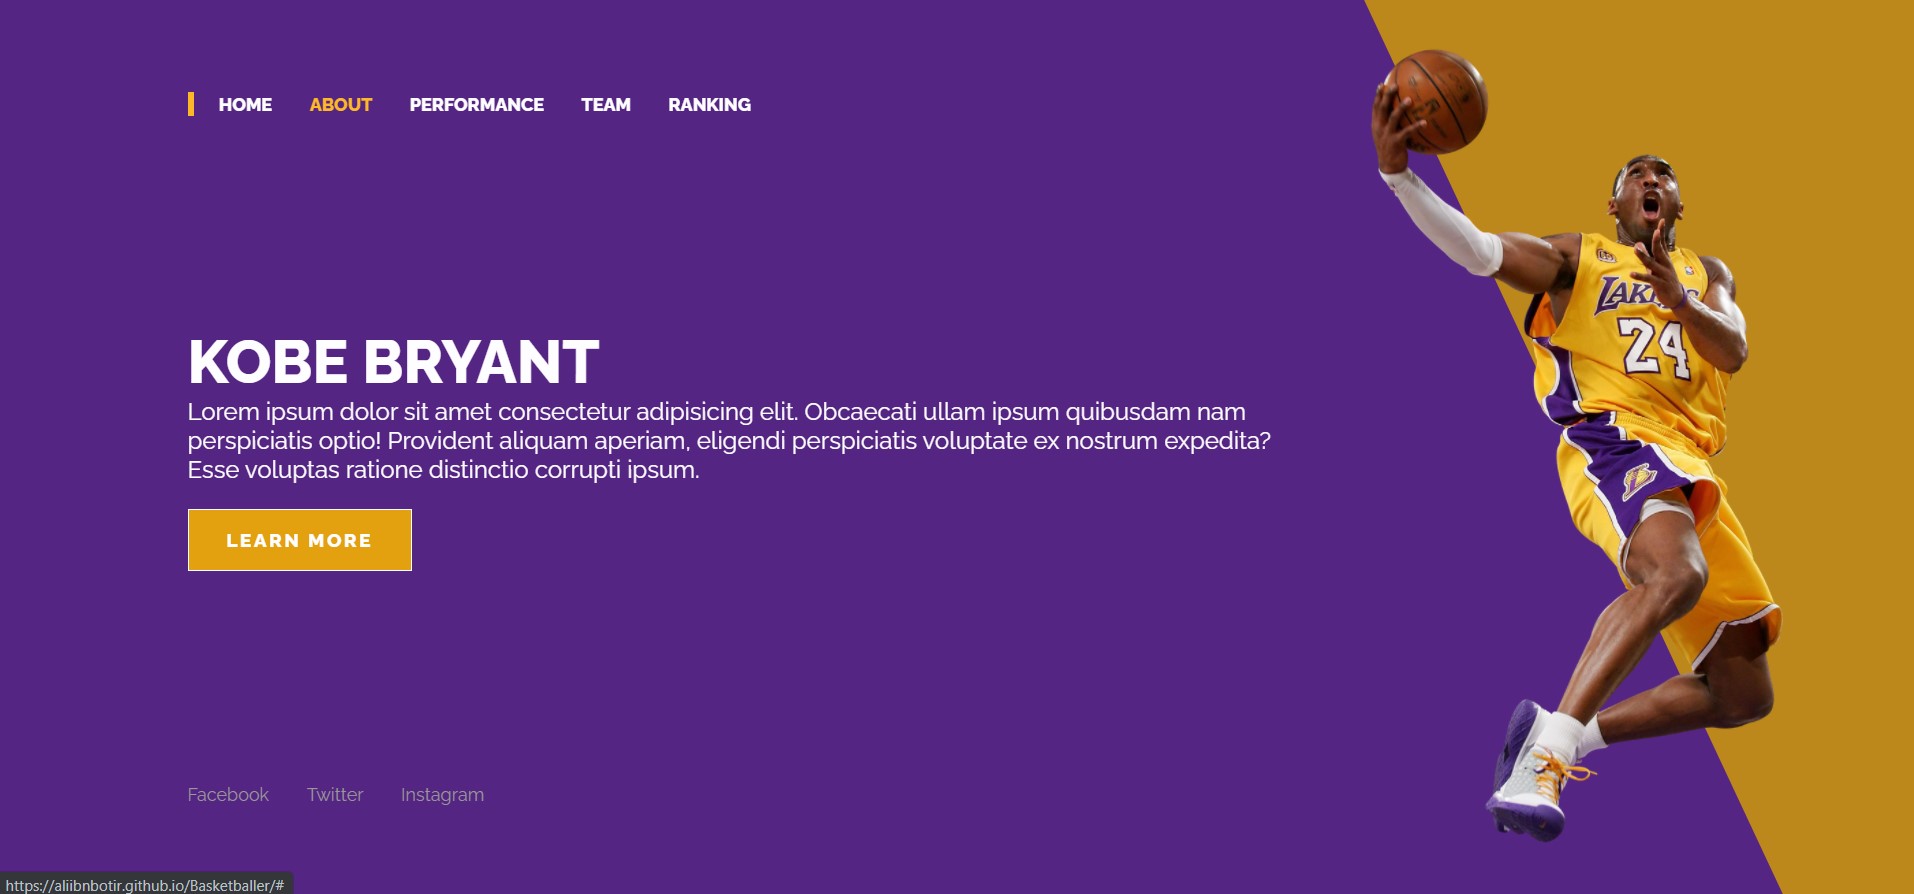 HOME ABOUT PERFORMANCE TEAM RANKING
LAKERS
24
KOBE BRYANT
Lorem ipsum dolor sit amet consectetur adipisicing elit. Obcaecati ullam ipsum quibusdam nam
perspiciatis optio! Provident aliquam aperiam, eligendi perspiciatis voluptate ex nostrum expedita?
Esse voluptas ratione distinctio corrupti ipsum.
LEARN MORE
Facebook Twitter Instagram
https://aliibnbotir.github.io/Basketballer/#